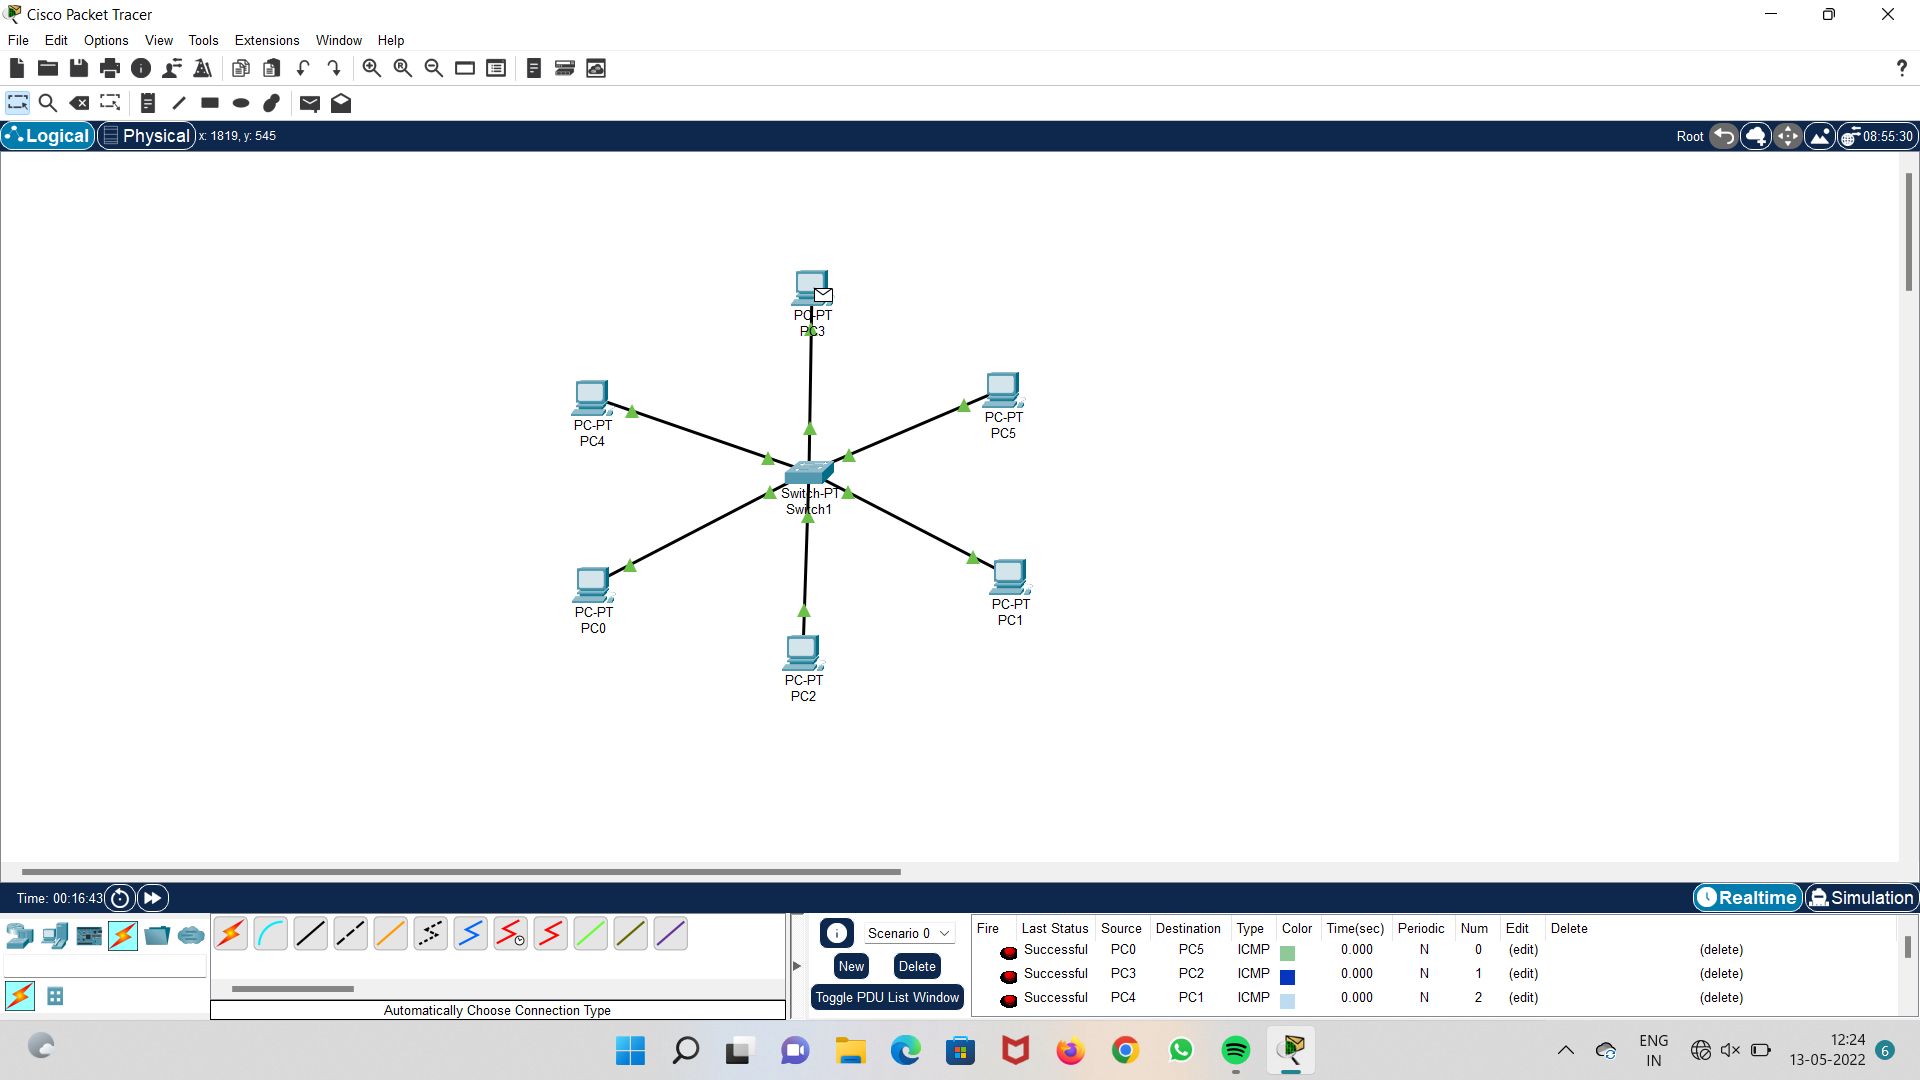 Cisco Packet Tracer
File Edit Options View Tools Extensions Window Help
?
Logical Physical x: 1819, y: 545 Root 08:55:30
PC-PT
PC3
PC-PT
PC4
PC-PT
PC5
Switch-PT
Switch1
PC-PT
PC0
PC-PT
PC1
PC-PT
PC2
Time: 00:16:43 Realtime Simulation
Scenario 0
New Delete
Toggle PDU List Window
Automatically Choose Connection Type
Fire Last Status Source Destination Type Color Time(sec) Periodic Num Edit Delete
Successful PC0 PC5 ICMP 0.000 N 0 (edit) (delete)
Successful PC3 PC2 ICMP 0.000 N 1 (edit) (delete)
Successful PC4 PC1 ICMP 0.000 N 2 (edit) (delete)
ENG
IN
12:24
13-05-2022
6